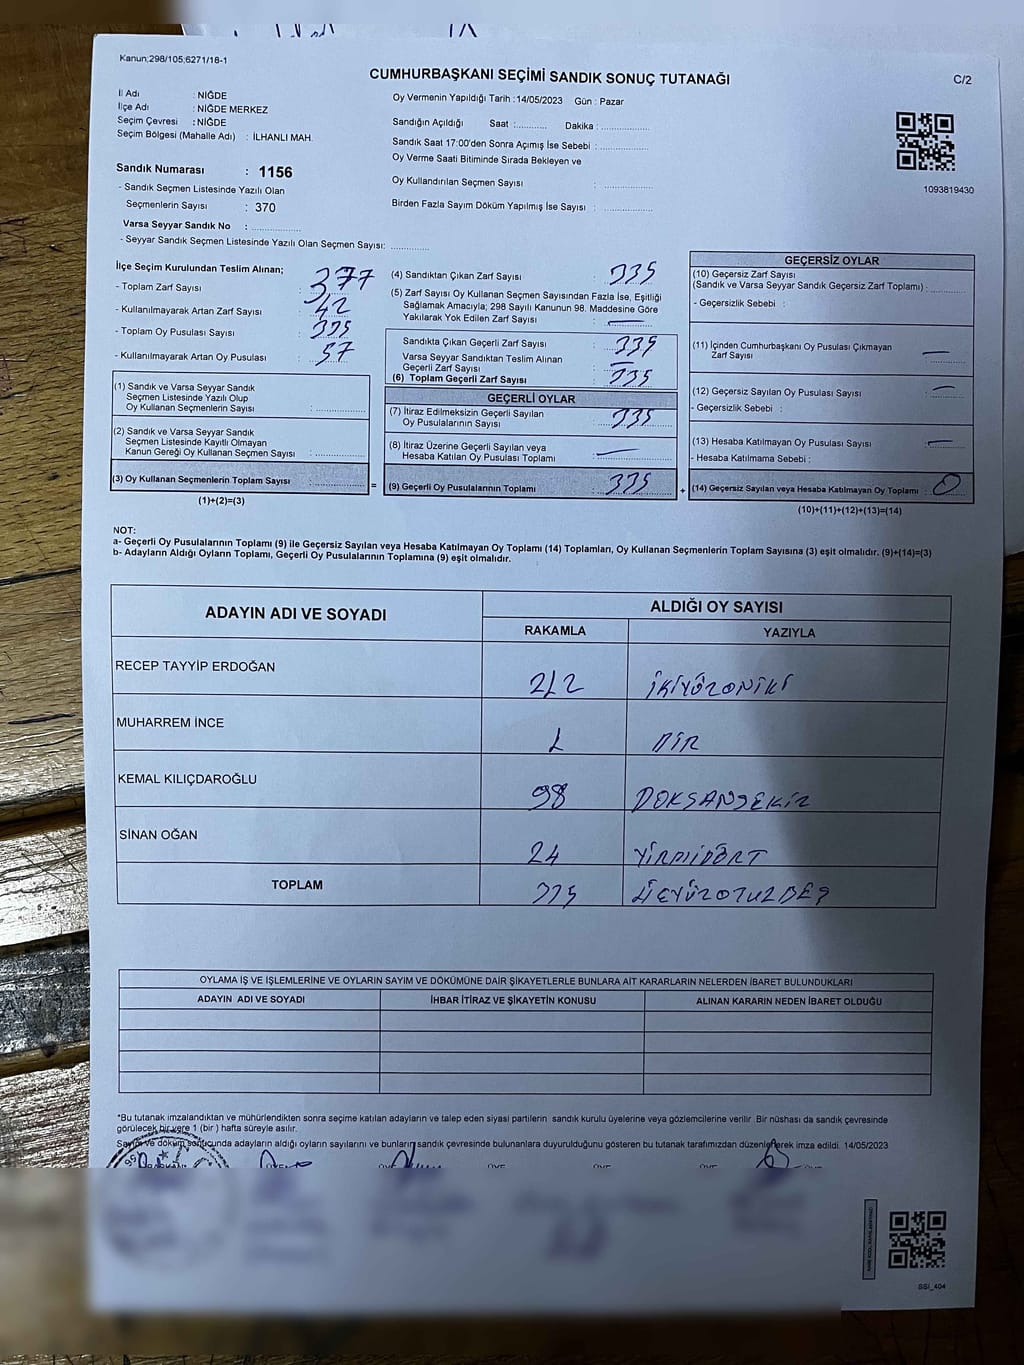 Kanun;298/105,6271/18-1
CUMHURBAŞKANI SEÇİMİ SANDIK SONUÇ TUTANAĞI
C/2
İl Adı : NİĞDE
İlçe Adı : NİĞDE MERKEZ
Seçim Çevresi : NİĞDE
Seçim Bölgesi (Mahalle Adı) : İLHANLI MAH.
Sandık Numarası : 1156
- Sandık Seçmen Listesinde Yazılı Olan
Seçmenlerin Sayısı : 370
Varsa Seyyar Sandık No :
- Seyyar Sandık Seçmen Listesinde Yazılı Olan Seçmen Sayısı:
Oy Vermenin Yapıldığı Tarih :14/05/2023 Gün : Pazar
Sandığın Açıldığı Saat : Dakika :
Sandık Saat 17:00'den Sonra Açımış İse Sebebi :
Oy Verme Saati Bitiminde Sırada Bekleyen ve
Oy Kullandırılan Seçmen Sayısı :
Birden Fazla Sayım Döküm Yapılmış İse Sayısı :
1093819430
İlçe Seçim Kurulundan Teslim Alınan;
- Toplam Zarf Sayısı : 377
- Kullanılmayarak Artan Zarf Sayısı : 42
- Toplam Oy Pusulası Sayısı :
- Kullanılmayarak Artan Oy Pusulası :
(1) Sandık ve Varsa Seyyar Sandık
Seçmen Listesinde Yazılı Olup
Oy Kullanan Seçmenlerin Sayısı :
(2) Sandık ve Varsa Seyyar Sandık
Seçmen Listesinde Kayıtlı Olmayan
Kanun Gereği Oy Kullanan Seçmen Sayısı :
(3) Oy Kullanan Seçmenlerin Toplam Sayısı :
(1)+(2)=(3)
=
(4) Sandıktan Çıkan Zarf Sayısı : 335
(5) Zarf Sayısı Oy Kullanan Seçmen Sayısından Fazla İse, Eşitliği
Sağlamak Amacıyla; 298 Sayılı Kanunun 98. Maddesine Göre
Yakılarak Yok Edilen Zarf Sayısı : —
Sandıkta Çıkan Geçerli Zarf Sayısı : 335
Varsa Seyyar Sandıktan Teslim Alınan
Geçerli Zarf Sayısı : —
(6) Toplam Geçerli Zarf Sayısı : 335
GEÇERLİ OYLAR
(7) İtiraz Edilmeksizin Geçerli Sayılan
Oy Pusulalarının Sayısı : 335
(8) İtiraz Üzerine Geçerli Sayılan veya
Hesaba Katılan Oy Pusulası Toplamı : —
(9) Geçerli Oy Pusulalarının Toplamı : 335
+
GEÇERSİZ OYLAR
(10) Geçersiz Zarf Sayısı
(Sandık ve Varsa Seyyar Sandık Geçersiz Zarf Toplamı) :
- Geçersizlik Sebebi :
(11) İçinden Cumhurbaşkanı Oy Pusulası Çıkmayan
Zarf Sayısı : —
(12) Geçersiz Sayılan Oy Pusulası Sayısı : —
- Geçersizlik Sebebi :
(13) Hesaba Katılmayan Oy Pusulası Sayısı : —
- Hesaba Katılmama Sebebi :
(14) Geçersiz Sayılan veya Hesaba Katılmayan Oy Toplamı : 0
(10)+(11)+(12)+(13)=(14)
NOT:
a- Geçerli Oy Pusulalarının Toplamı (9) ile Geçersiz Sayılan veya Hesaba Katılmayan Oy Toplamı (14) Toplamları, Oy Kullanan Seçmenlerin Toplam Sayısına (3) eşit olmalıdır. (9)+(14)=(3)
b- Adayların Aldığı Oyların Toplamı, Geçerli Oy Pusulalarının Toplamına (9) eşit olmalıdır.
ADAYIN ADI VE SOYADI
ALDIĞI OY SAYISI
RAKAMLA YAZIYLA
RECEP TAYYİP ERDOĞAN 212 İKİYÜZONİKİ
MUHARREM İNCE 1 BİR
KEMAL KILIÇDAROĞLU 98 DOKSANSEKİZ
SİNAN OĞAN 24 YİRMİDÖRT
TOPLAM 335 ÜÇYÜZOTUZBEŞ
OYLAMA İŞ VE İŞLEMLERİNE VE OYLARIN SAYIM VE DÖKÜMÜNE DAİR ŞİKAYETLERLE BUNLARA AİT KARARLARIN NELERDEN İBARET BULUNDUKLARI
ADAYIN ADI VE SOYADI İHBAR İTİRAZ VE ŞİKAYETİN KONUSU ALINAN KARARIN NEDEN İBARET OLDUĞU
*Bu tutanak imzalandıktan ve mühürlendikten sonra seçime katılan adayların ve talep eden siyasi partilerin sandık kurulu üyelerine veya gözlemcilerine verilir. Bir nüshası da sandık çevresinde
görülecek bir yere 1 (bir ) hafta süreyle asılır.
Sayım ve döküm sonucunda adayların aldığı oyların sayılarını ve bunların sandık çevresinde bulunanlara duyurulduğunu gösteren bu tutanak tarafımızdan düzenlenerek imza edildi. 14/05/2023
SSI_404